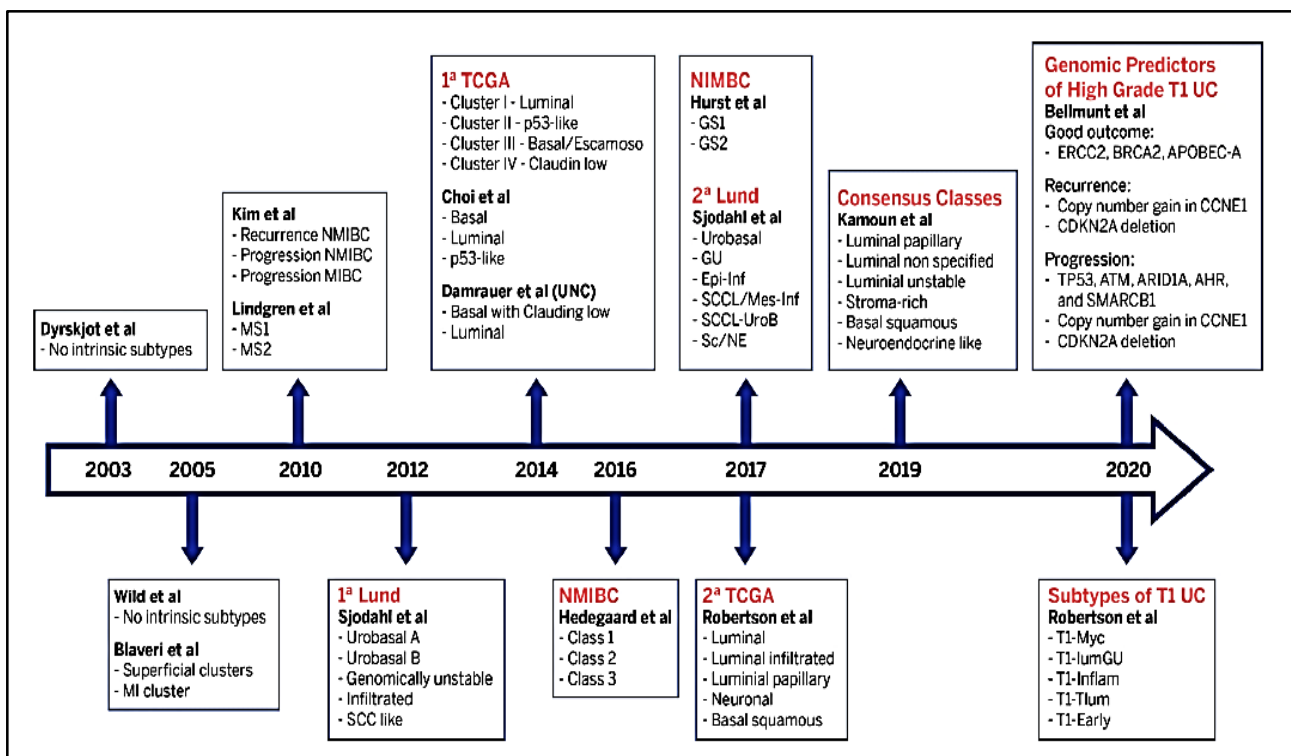 Dyrskjot et al
- No intrinsic subtypes
Kim et al
- Recurrence NMIBC
- Progression NMIBC
- Progression MIBC
Lindgren et al
- MS1
- MS2
1ª TCGA
- Cluster I - Luminal
- Cluster II - p53-like
- Cluster III - Basal/Escamoso
- Cluster IV - Claudin low
Choi et al
- Basal
- Luminal
- p53-like
Damrauer et al (UNC)
- Basal with Clauding low
- Luminal
NIMBC
Hurst et al
- GS1
- GS2
2ª Lund
Sjodahl et al
- Urobasal
- GU
- Epi-Inf
- SCCL/Mes-Inf
- SCCL-UroB
- Sc/NE
Consensus Classes
Kamoun et al
- Luminal papillary
- Luminal non specified
- Luminial unstable
- Stroma-rich
- Basal squamous
- Neuroendocrine like
Genomic Predictors
of High Grade T1 UC
Bellmunt et al
Good outcome:
- ERCC2, BRCA2, APOBEC-A
Recurrence:
- Copy number gain in CCNE1
- CDKN2A deletion
Progression:
- TP53, ATM, ARID1A, AHR,
and SMARCB1
- Copy number gain in CCNE1
- CDKN2A deletion
2003 2005 2010 2012 2014 2016 2017 2019 2020
Wild et al
- No intrinsic subtypes
Blaveri et al
- Superficial clusters
- MI cluster
1ª Lund
Sjodahl et al
- Urobasal A
- Urobasal B
- Genomically unstable
- Infiltrated
- SCC like
NMIBC
Hedegaard et al
- Class 1
- Class 2
- Class 3
2ª TCGA
Robertson et al
- Luminal
- Luminal infiltrated
- Luminial papillary
- Neuronal
- Basal squamous
Subtypes of T1 UC
Robertson et al
- T1-Myc
- T1-lumGU
- T1-Inflam
- T1-Tlum
- T1-Early